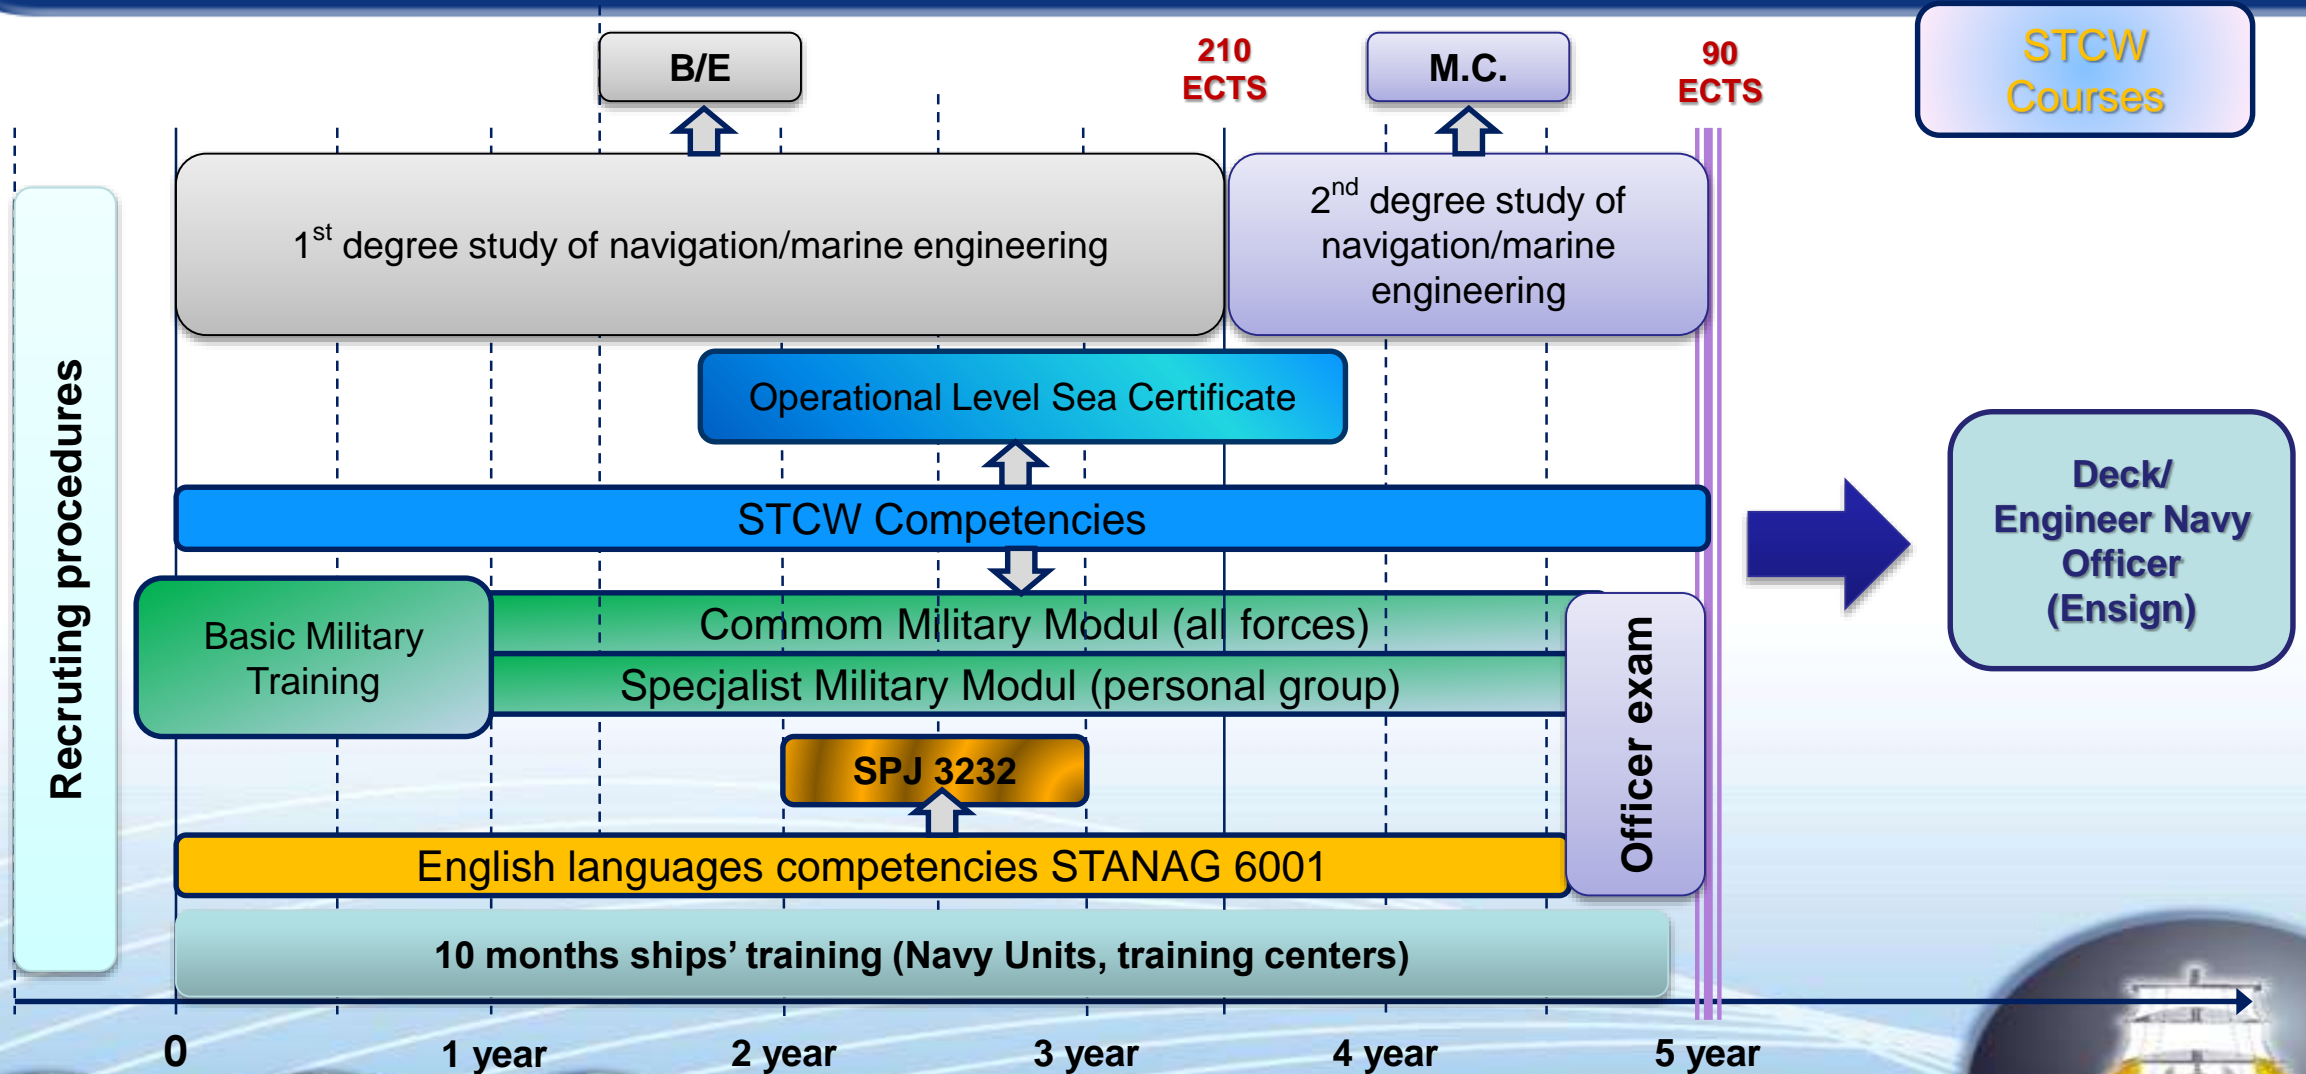 B/E
210
ECTS
M.C.
90
ECTS
STCW
Courses
1st degree study of navigation/marine engineering
2nd degree study of
navigation/marine
engineering
Recruting procedures
Operational Level Sea Certificate
STCW Competencies
Deck/
Engineer Navy
Officer
(Ensign)
Basic Military
Training
Commom Military Modul (all forces)
Specjalist Military Modul (personal group)
Officer exam
SPJ 3232
English languages competencies STANAG 6001
10 months ships’ training (Navy Units, training centers)
0
1 year
2 year
3 year
4 year
5 year